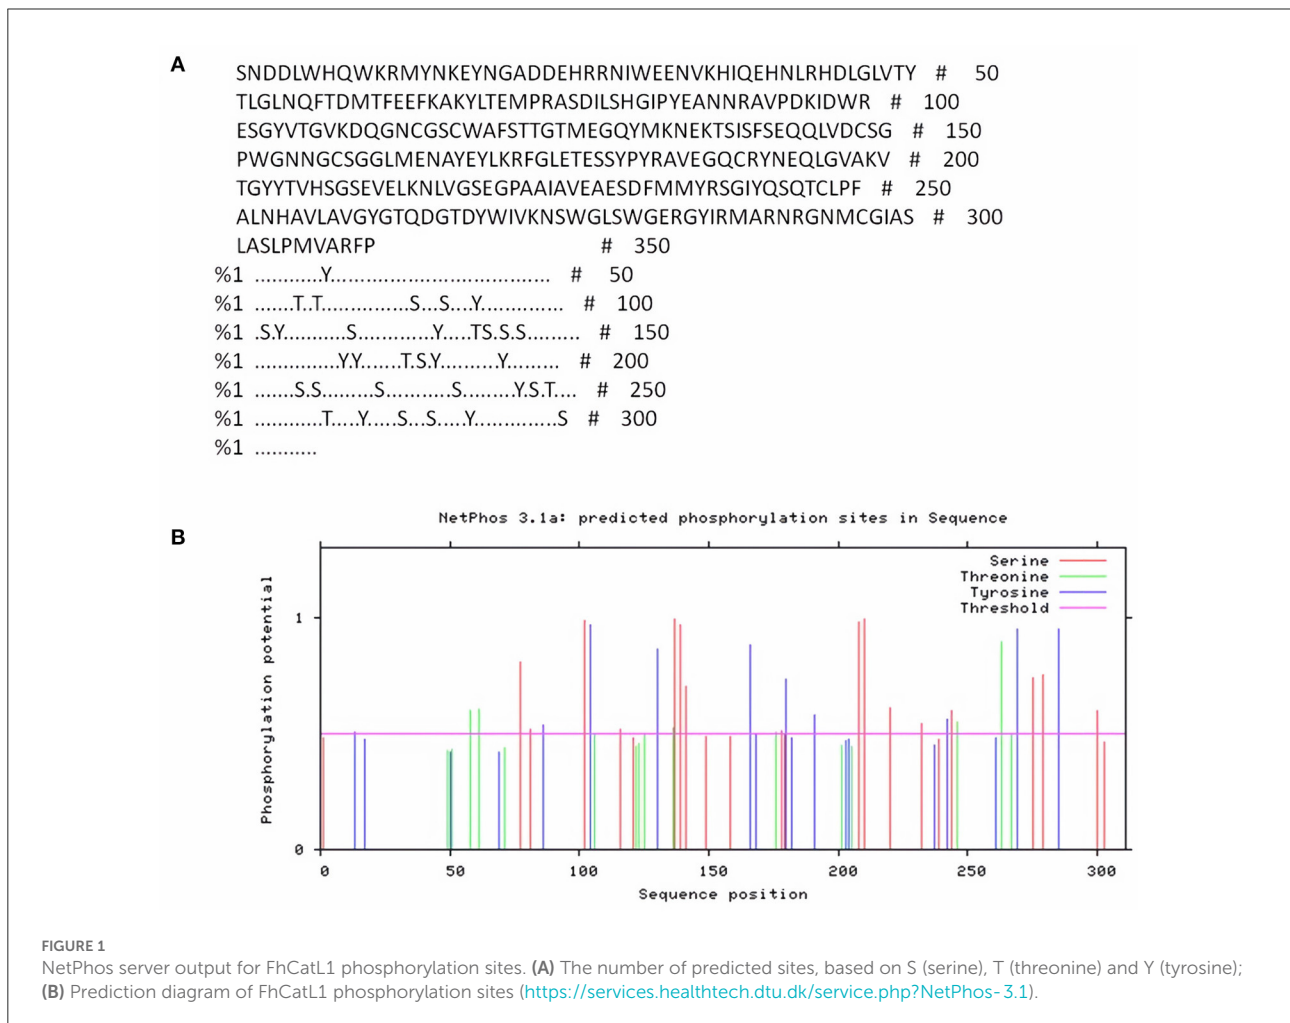 A
SNDDLWHQWKRMYNKEYNGADDEHRRNIWEENVKHIQEHNLRHDLGLVTY # 50
TLGLNQFTDMTFEEFKAKYLTEMPRASDILSHGIPYEANNRAVPDKIDWR # 100
ESGYVTGVKDQGNCGSCWAFSTTGTMEGQYMKNEKTSISFSEQQLVDCSG # 150
PWGNNGCSGGLMENAYEYLKRFGLETESSYPYRAVEGQCRYNEQLGVAKV # 200
TGYYTVHSGSEVELKNLVGSEGPAAIAVEAESDFMMYRSGIYQSQTCLPF # 250
ALNHAVLAVGYGTQDGTDYWIVKNSWGLSWGERGYIRMARNRGNMCGIAS # 300
LASLPMVARFP # 350
%1 ............Y..................................... # 50
%1 .......T..T...............S...S....Y.............. # 100
%1 .S.Y...........S.............Y.....TS.S.S......... # 150
%1 ...............Y.Y.......T.S.Y..........Y......... # 200
%1 .......S.S.........S...........S.........Y.S.T.... # 250
%1 ............T.....Y.....S...S.....Y..............S # 300
%1 ...........
B
NetPhos 3.1a: predicted phosphorylation sites in Sequence
Serine
Threonine
Tyrosine
Threshold
Phosphorylation potential
1
0
0 50 100 150 200 250 300
Sequence position
FIGURE 1
NetPhos server output for FhCatL1 phosphorylation sites. (A) The number of predicted sites, based on S (serine), T (threonine) and Y (tyrosine);
(B) Prediction diagram of FhCatL1 phosphorylation sites (https://services.healthtech.dtu.dk/service.php?NetPhos-3.1).